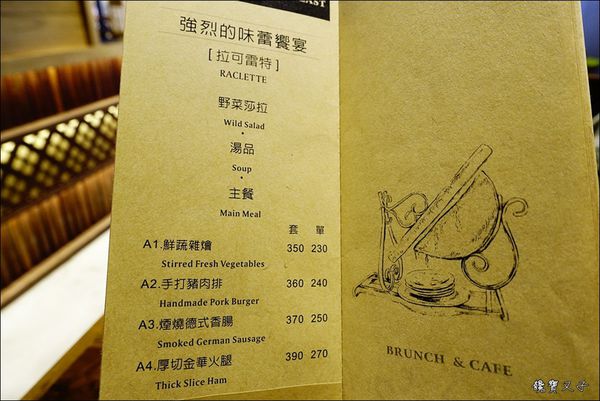 強烈的味蕾饗宴
[ 拉可雷特 ]
RACLETTE
野菜莎拉
Wild Salad
湯品
Soup
主餐
Main Meal
套 單
A1.鮮蔬雜燴 350 230
Stirred Fresh Vegetables
A2.手打豬肉排 360 240
Handmade Pork Burger
A3.煙燒德式香腸 370 250
Smoked German Sausage
A4.厚切金華火腿 390 270
Thick Slice Ham
BRUNCH & CAFE